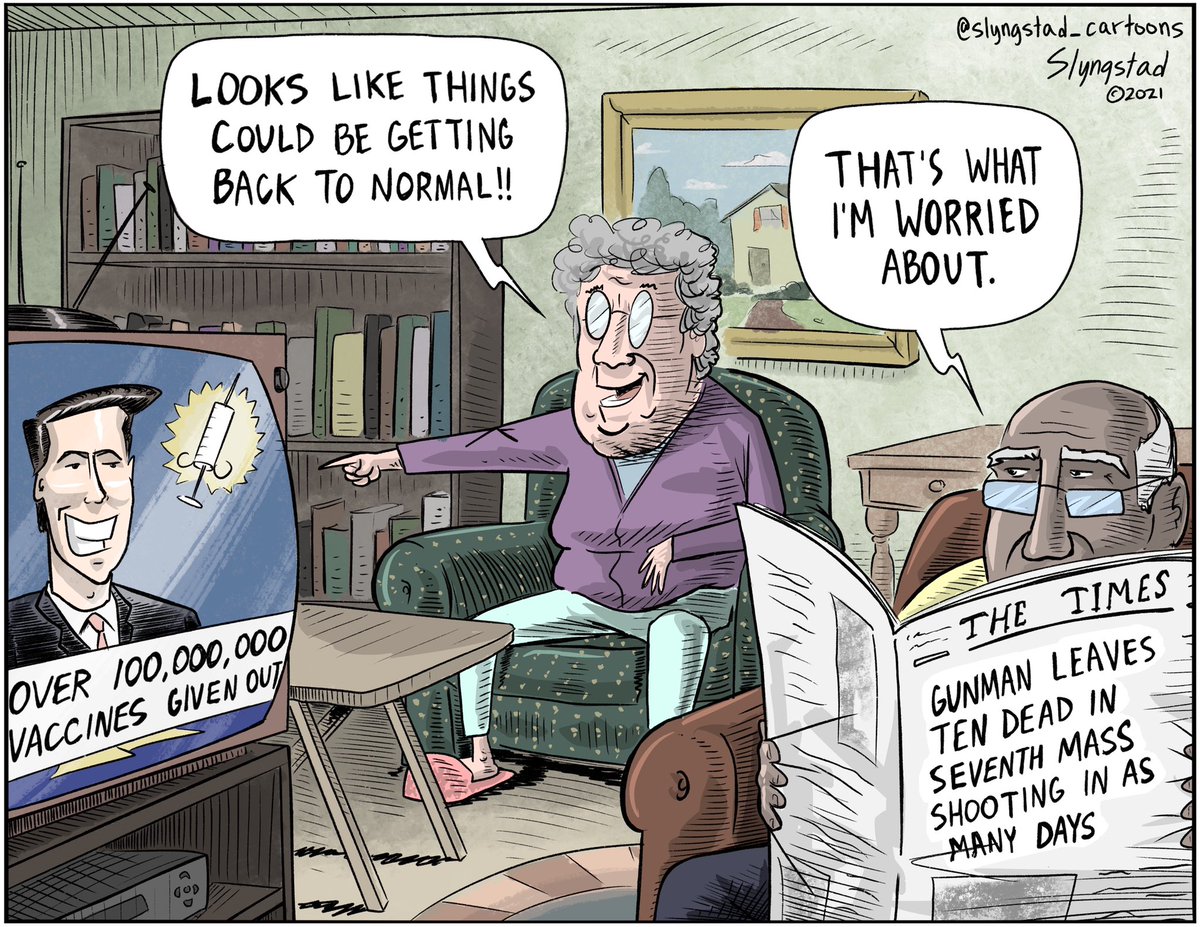 @slyngstad_cartoons
Slyngstad
©2021
LOOKS LIKE THINGS
COULD BE GETTING
BACK TO NORMAL!!
THAT'S WHAT
I'M WORRIED
ABOUT.
OVER 100,000,000
VACCINES GIVEN OUT
THE TIMES
GUNMAN LEAVES
TEN DEAD IN
SEVENTH MASS
SHOOTING IN AS
MANY DAYS